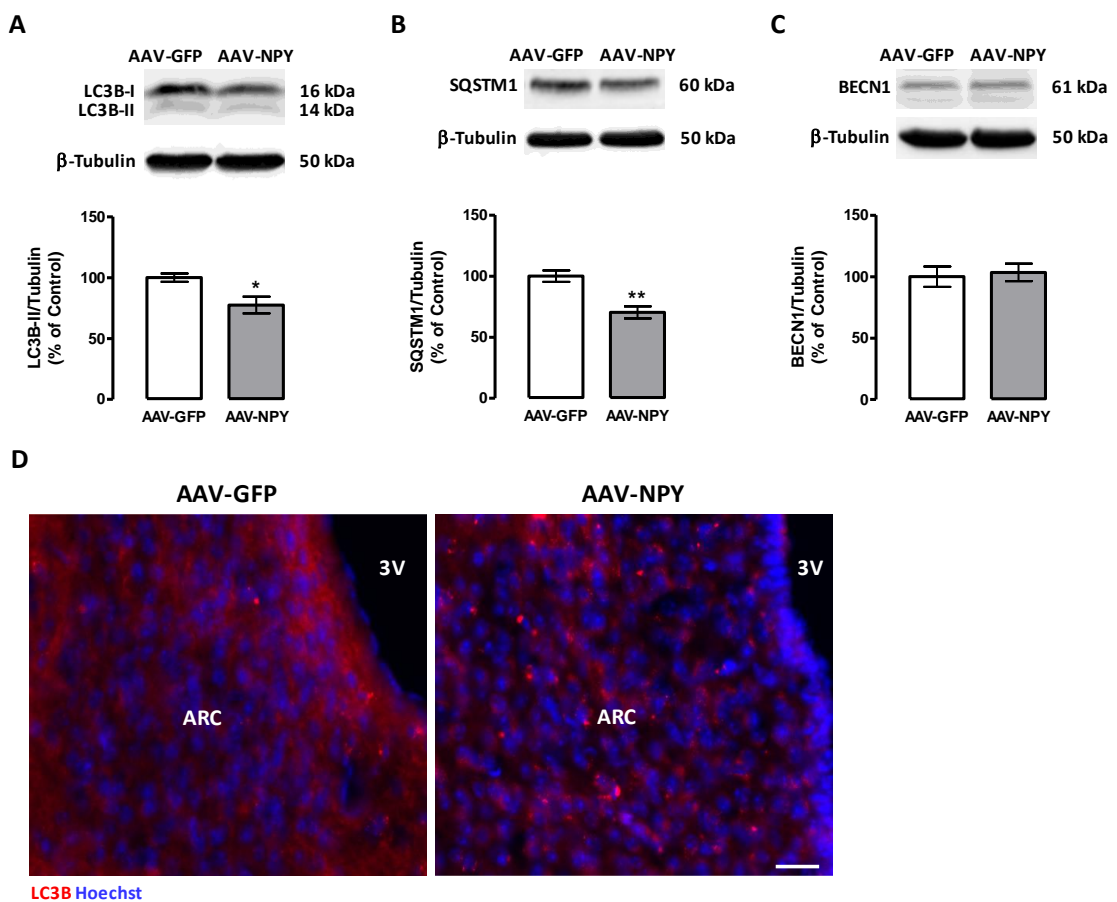 A
AAV-GFP AAV-NPY
LC3B-I 16 kDa
LC3B-II 14 kDa
β-Tubulin 50 kDa
LC3B-II/Tubulin
(% of Control)
150
100
50
0
*
AAV-GFP AAV-NPY
B
AAV-GFP AAV-NPY
SQSTM1 60 kDa
β-Tubulin 50 kDa
SQSTM1/Tubulin
(% of Control)
150
100
50
0
**
AAV-GFP AAV-NPY
C
AAV-GFP AAV-NPY
BECN1 61 kDa
β-Tubulin 50 kDa
BECN1/Tubulin
(% of Control)
150
100
50
0
AAV-GFP AAV-NPY
D
AAV-GFP AAV-NPY
3V 3V
ARC ARC
LC3B Hoechst